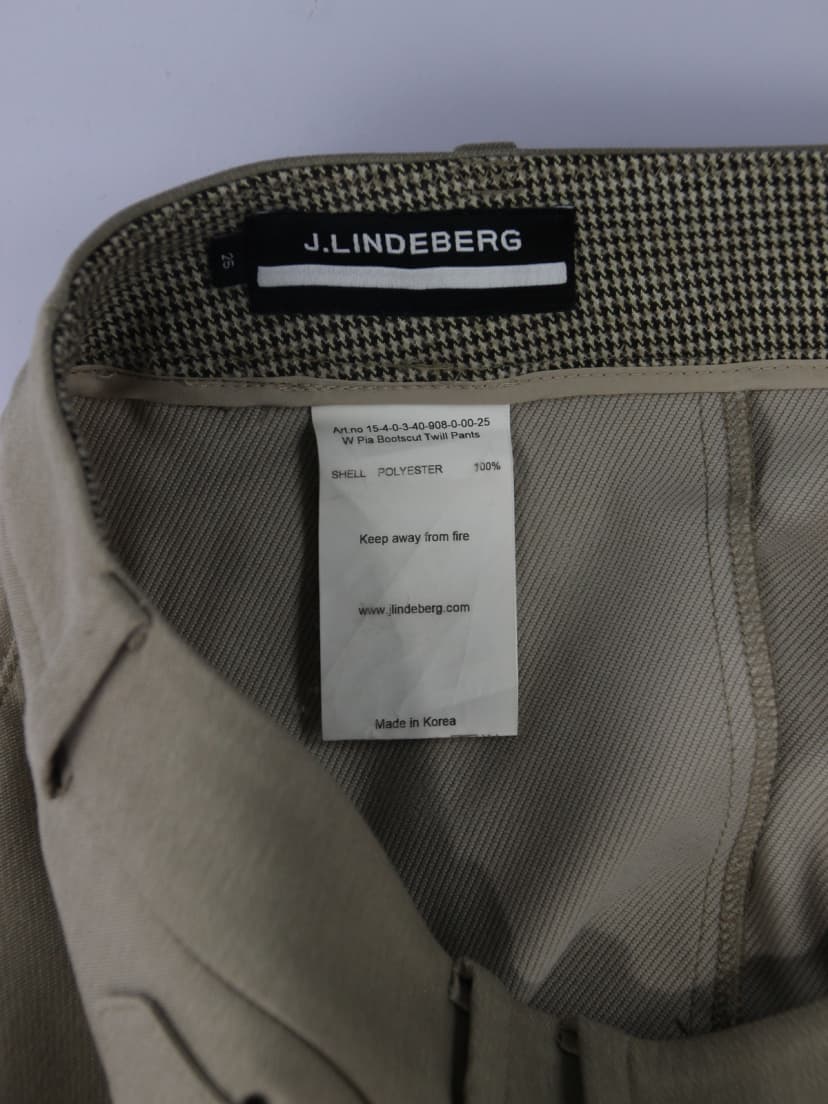 J.LINDEBERG
25
Art.no 15-4-0-3-40-908-0-00-25
W Pia Bootscut Twill Pants
SHELL POLYESTER 100%
Keep away from fire
www.jlindeberg.com
Made in Korea